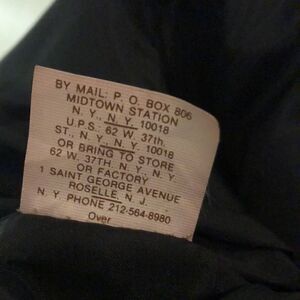 BY MAIL: P. O. BOX 806
MIDTOWN STATION
N. Y., N. Y. 10018
U.P.S.: 62 W. 37th.
ST., N. Y. 10018
OR BRING TO STORE
62 W. 37TH. N. Y., N. Y.
OR FACTORY
1 SAINT GEORGE AVENUE
ROSELLE, N. J.
N. Y. PHONE 212-564-8980
Over